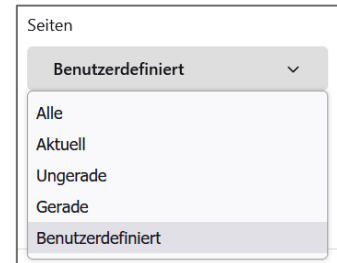 Seiten
Benutzerdefiniert
Alle
Aktuell
Ungerade
Gerade
Benutzerdefiniert